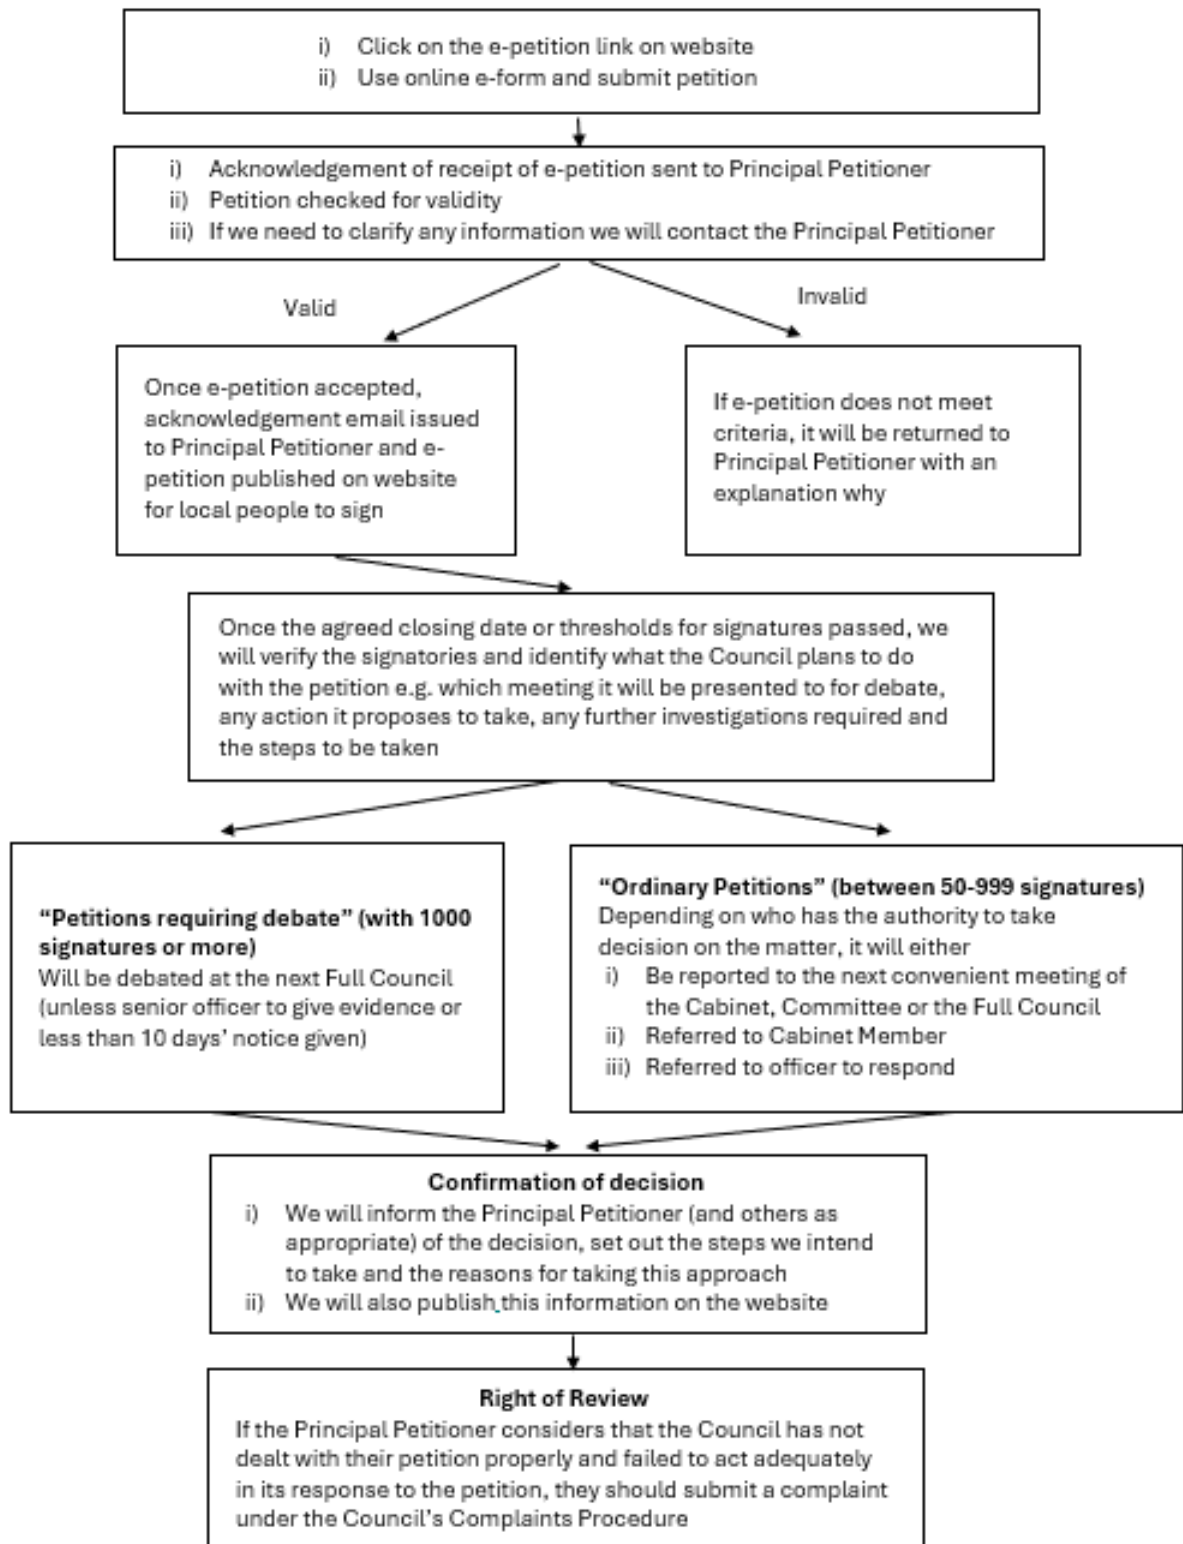 i) Click on the e-petition link on website
ii) Use online e-form and submit petition
i) Acknowledgement of receipt of e-petition sent to Principal Petitioner
ii) Petition checked for validity
iii) If we need to clarify any information we will contact the Principal Petitioner
Valid
Invalid
Once e-petition accepted,
acknowledgement email issued
to Principal Petitioner and e-
petition published on website
for local people to sign
If e-petition does not meet
criteria, it will be returned to
Principal Petitioner with an
explanation why
Once the agreed closing date or thresholds for signatures passed, we
will verify the signatories and identify what the Council plans to do
with the petition e.g. which meeting it will be presented to for debate,
any action it proposes to take, any further investigations required and
the steps to be taken
“Petitions requiring debate” (with 1000
signatures or more)
Will be debated at the next Full Council
(unless senior officer to give evidence or
less than 10 days’ notice given)
“Ordinary Petitions” (between 50-999 signatures)
Depending on who has the authority to take
decision on the matter, it will either
i) Be reported to the next convenient meeting of
the Cabinet, Committee or the Full Council
ii) Referred to Cabinet Member
iii) Referred to officer to respond
Confirmation of decision
i) We will inform the Principal Petitioner (and others as
appropriate) of the decision, set out the steps we intend
to take and the reasons for taking this approach
ii) We will also publish this information on the website
Right of Review
If the Principal Petitioner considers that the Council has not
dealt with their petition properly and failed to act adequately
in its response to the petition, they should submit a complaint
under the Council’s Complaints Procedure